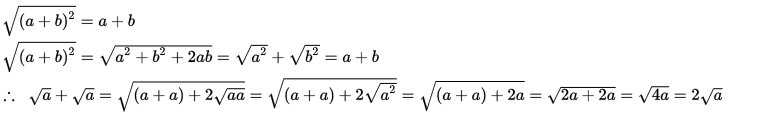 √(a + b)² = a + b
√(a + b)² = √a² + b² + 2ab = √a² + √b² = a + b
∴ √a + √a = √(a + a) + 2√aa = √(a + a) + 2√a² = √(a + a) + 2a = √2a + 2a = √4a = 2√a